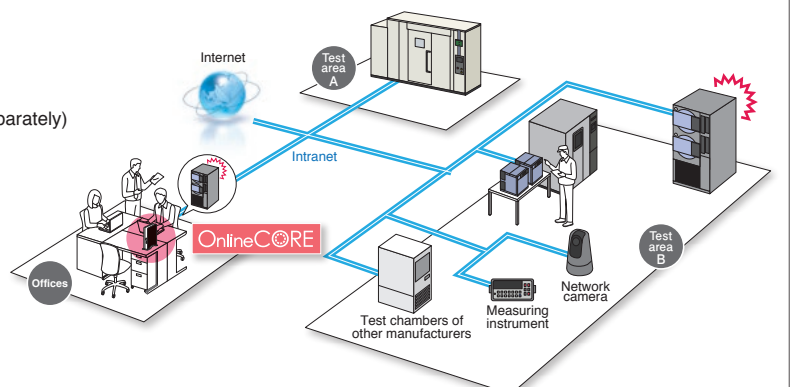 Internet
Test
area
A
parately)
Intranet
OnlineCORE
Offices
Test
area
B
Network
camera
Measuring
instrument
Test chambers of
other manufacturers